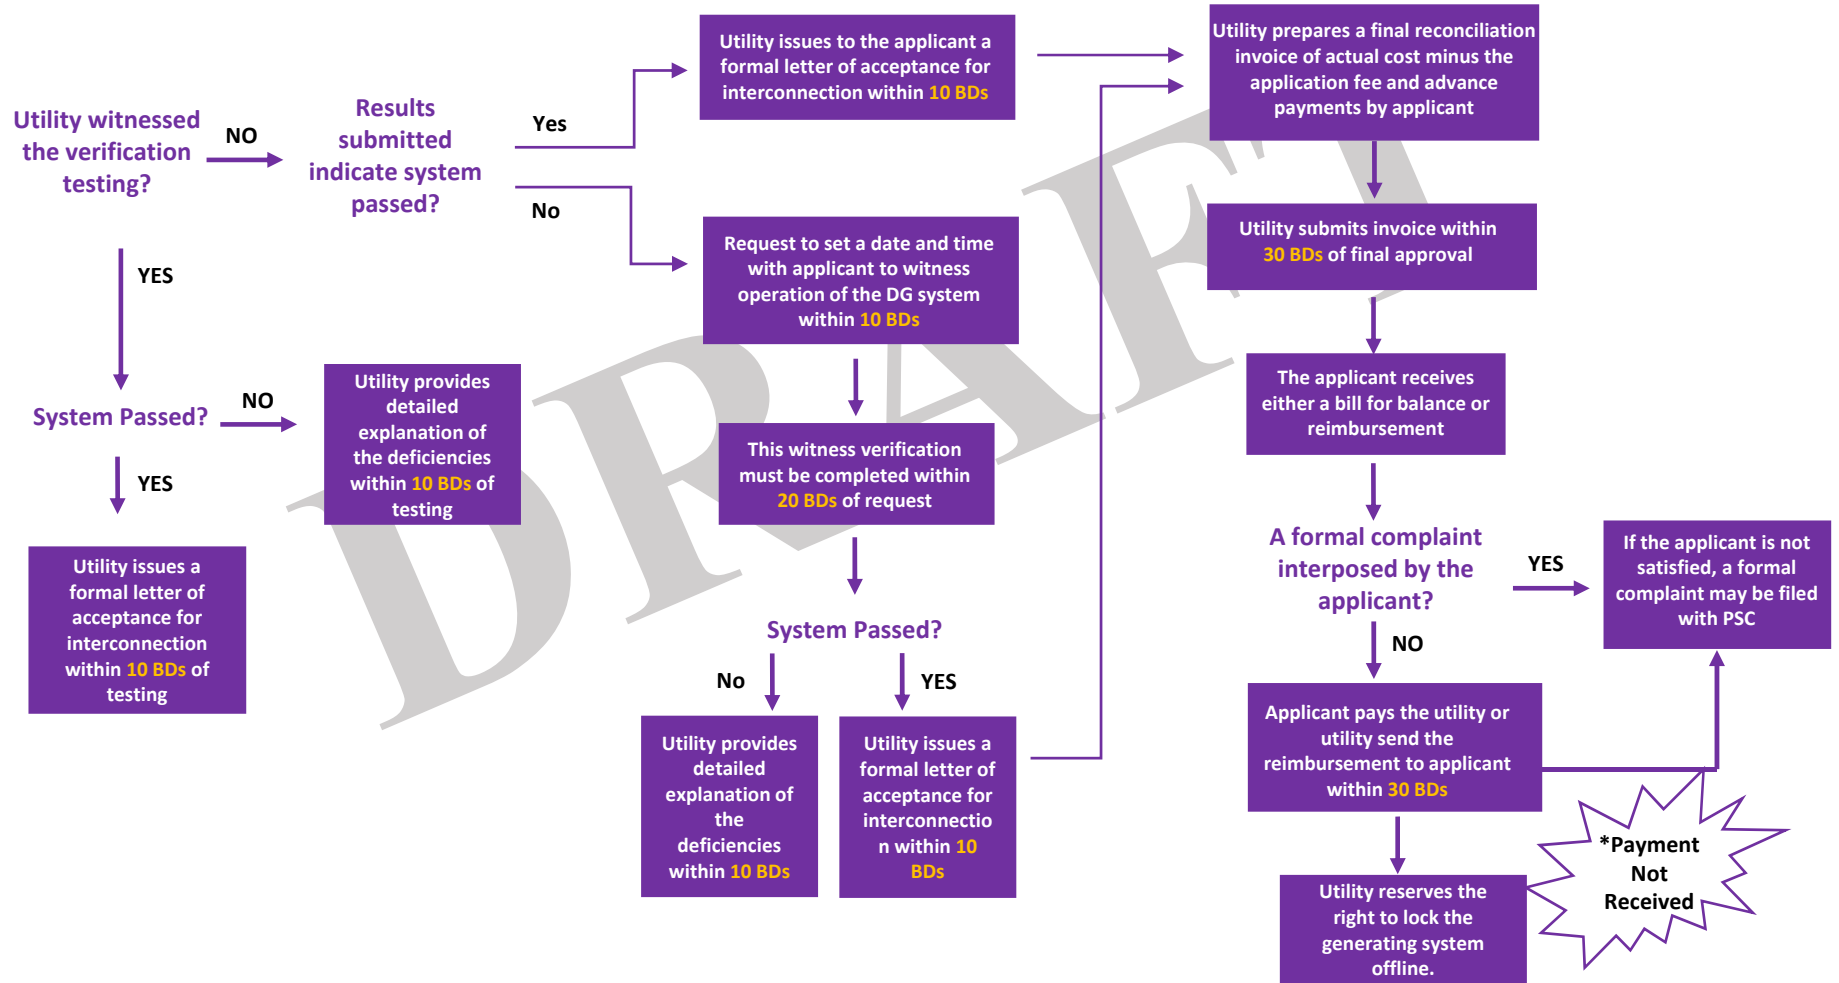 Utility witnessed
the verification
testing?
NO
Results
submitted
indicate system
passed?
Yes
No
Utility issues to the applicant a
formal letter of acceptance for
interconnection within 10 BDs
Utility prepares a final reconciliation
invoice of actual cost minus the
application fee and advance
payments by applicant
YES
Request to set a date and time
with applicant to witness
operation of the DG system
within 10 BDs
Utility submits invoice within
30 BDs of final approval
System Passed?
NO
Utility provides
detailed
explanation of
the deficiencies
within 10 BDs of
testing
YES
Utility issues a
formal letter of
acceptance for
interconnection
within 10 BDs of
testing
This witness verification
must be completed within
20 BDs of request
System Passed?
No
YES
Utility provides
detailed
explanation of
the
deficiencies
within 10 BDs
Utility issues a
formal letter of
acceptance for
interconnectio
n within 10
BDs
The applicant receives
either a bill for balance or
reimbursement
A formal complaint
interposed by the
applicant?
YES
If the applicant is not
satisfied, a formal
complaint may be filed
with PSC
NO
Applicant pays the utility or
utility send the
reimbursement to applicant
within 30 BDs
*Payment
Not
Received
Utility reserves the
right to lock the
generating system
offline.
DRAFT